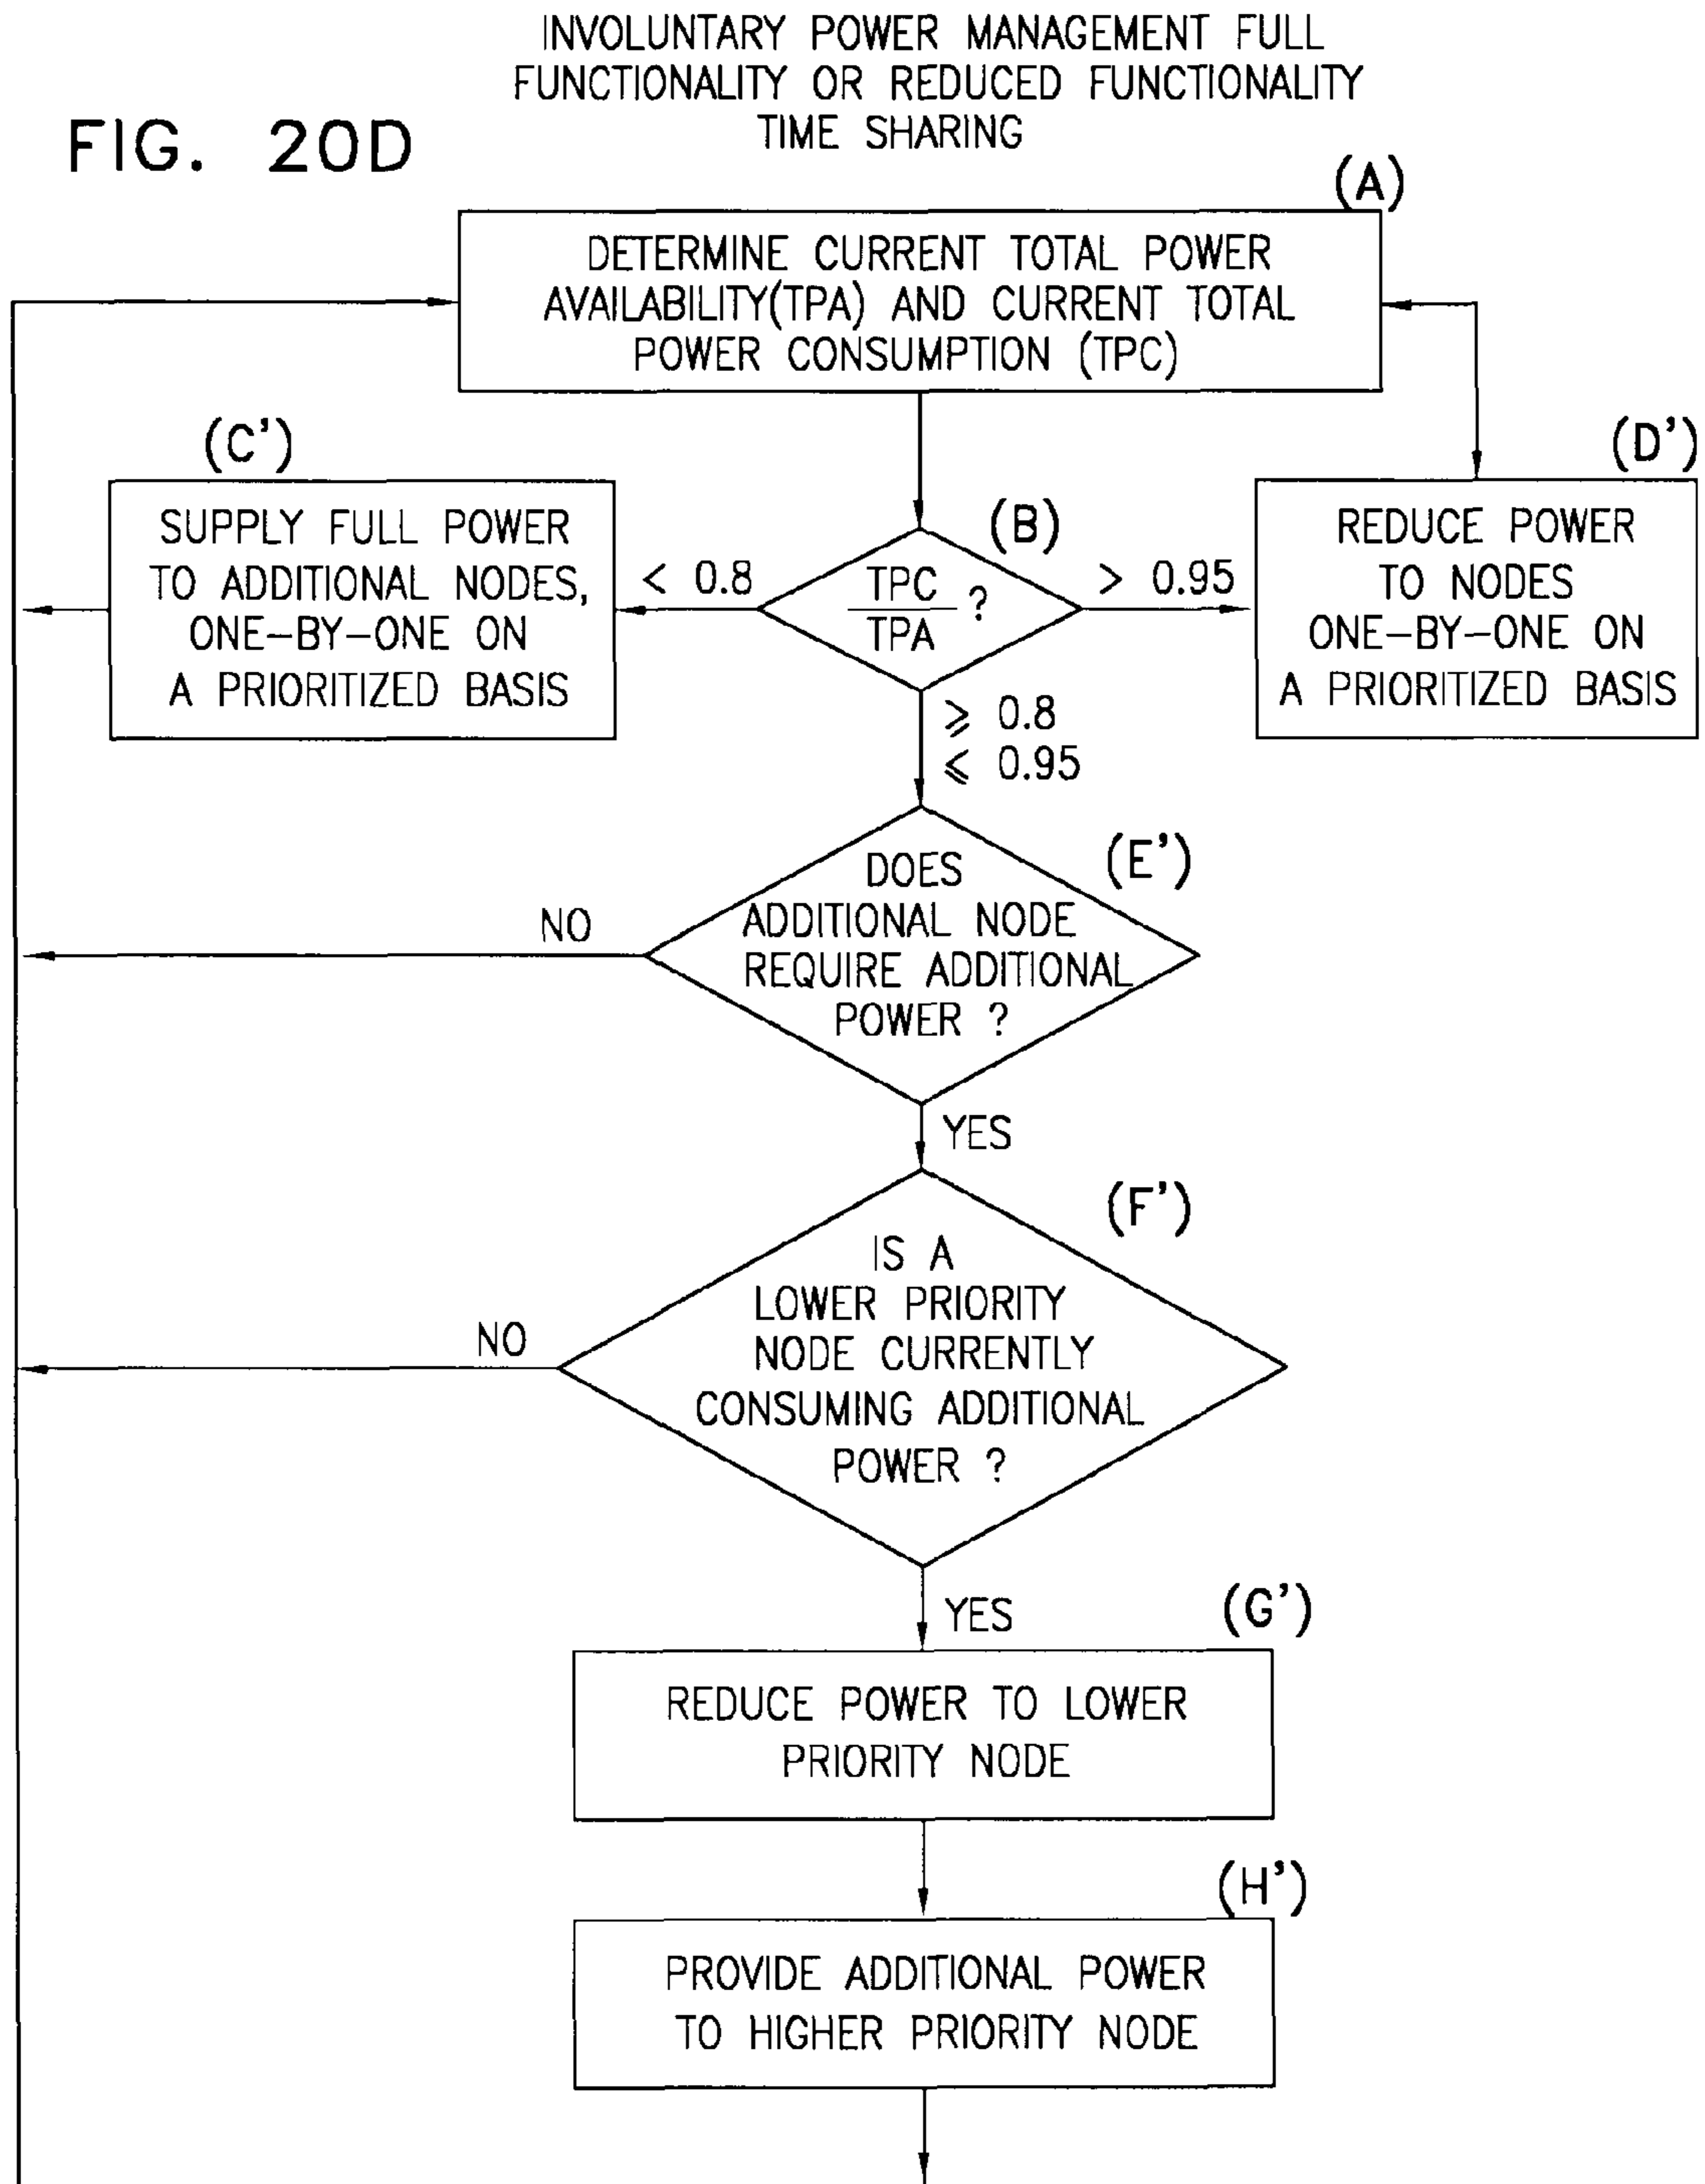 INVOLUNTARY POWER MANAGEMENT FULL
FUNCTIONALITY OR REDUCED FUNCTIONALITY
TIME SHARING
FIG. 20D
(A)
DETERMINE CURRENT TOTAL POWER
AVAILABILITY(TPA) AND CURRENT TOTAL
POWER CONSUMPTION (TPC)
(C')
SUPPLY FULL POWER
TO ADDITIONAL NODES,
ONE-BY-ONE ON
A PRIORITIZED BASIS
< 0.8
(B)
TPC
TPA
?
> 0.95
(D')
REDUCE POWER
TO NODES
ONE-BY-ONE ON
A PRIORITIZED BASIS
⩾ 0.8
⩽ 0.95
(E')
DOES
ADDITIONAL NODE
REQUIRE ADDITIONAL
POWER ?
NO
YES
(F')
IS A
LOWER PRIORITY
NODE CURRENTLY
CONSUMING ADDITIONAL
POWER ?
NO
YES
(G')
REDUCE POWER TO LOWER
PRIORITY NODE
(H')
PROVIDE ADDITIONAL POWER
TO HIGHER PRIORITY NODE